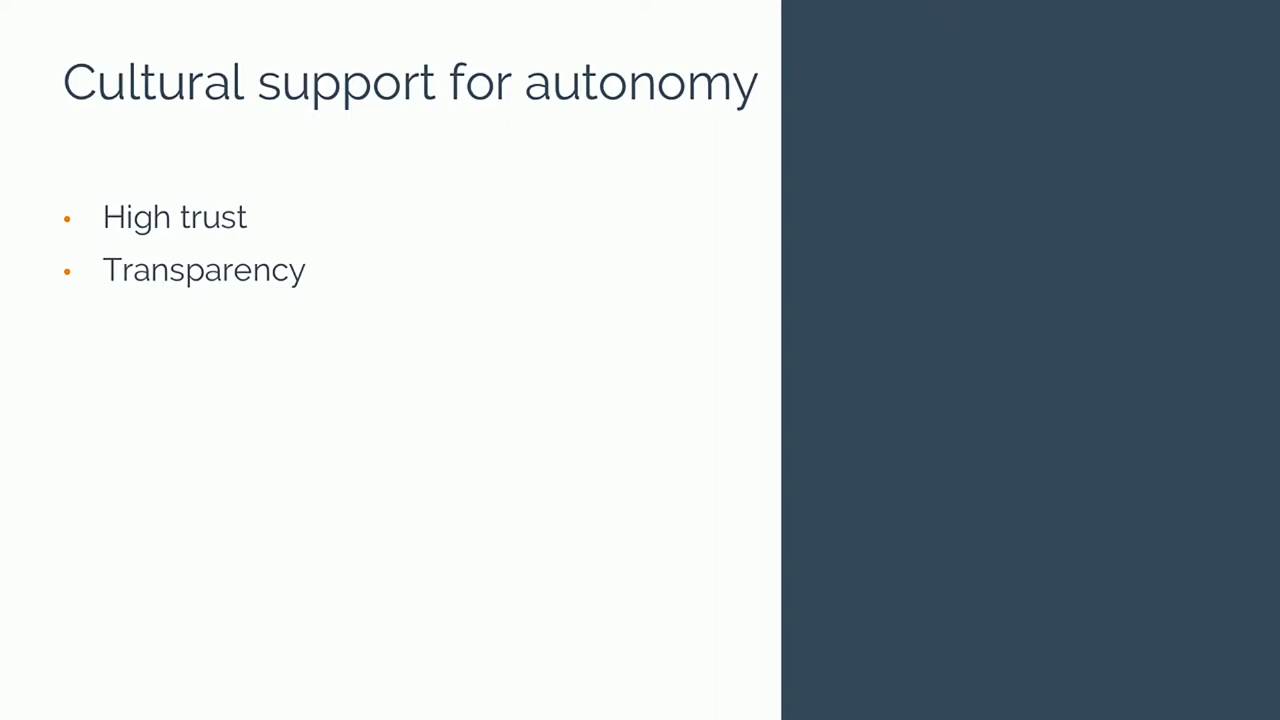 Cultural support for autonomy
• High trust
• Transparency